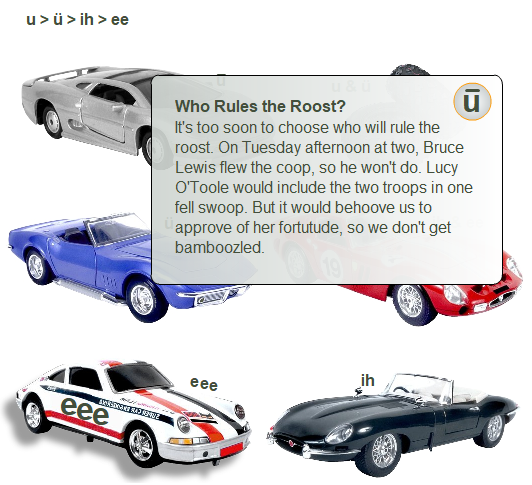 u > ü > ih > ee
ū
Who Rules the Roost?
It's too soon to choose who will rule the
roost. On Tuesday afternoon at two, Bruce
Lewis flew the coop, so he won't do. Lucy
O'Toole would include the two troops in one
fell swoop. But it would behoove us to
approve of her fortutude, so we don't get
bamboozled.
19
eee
eee
ih